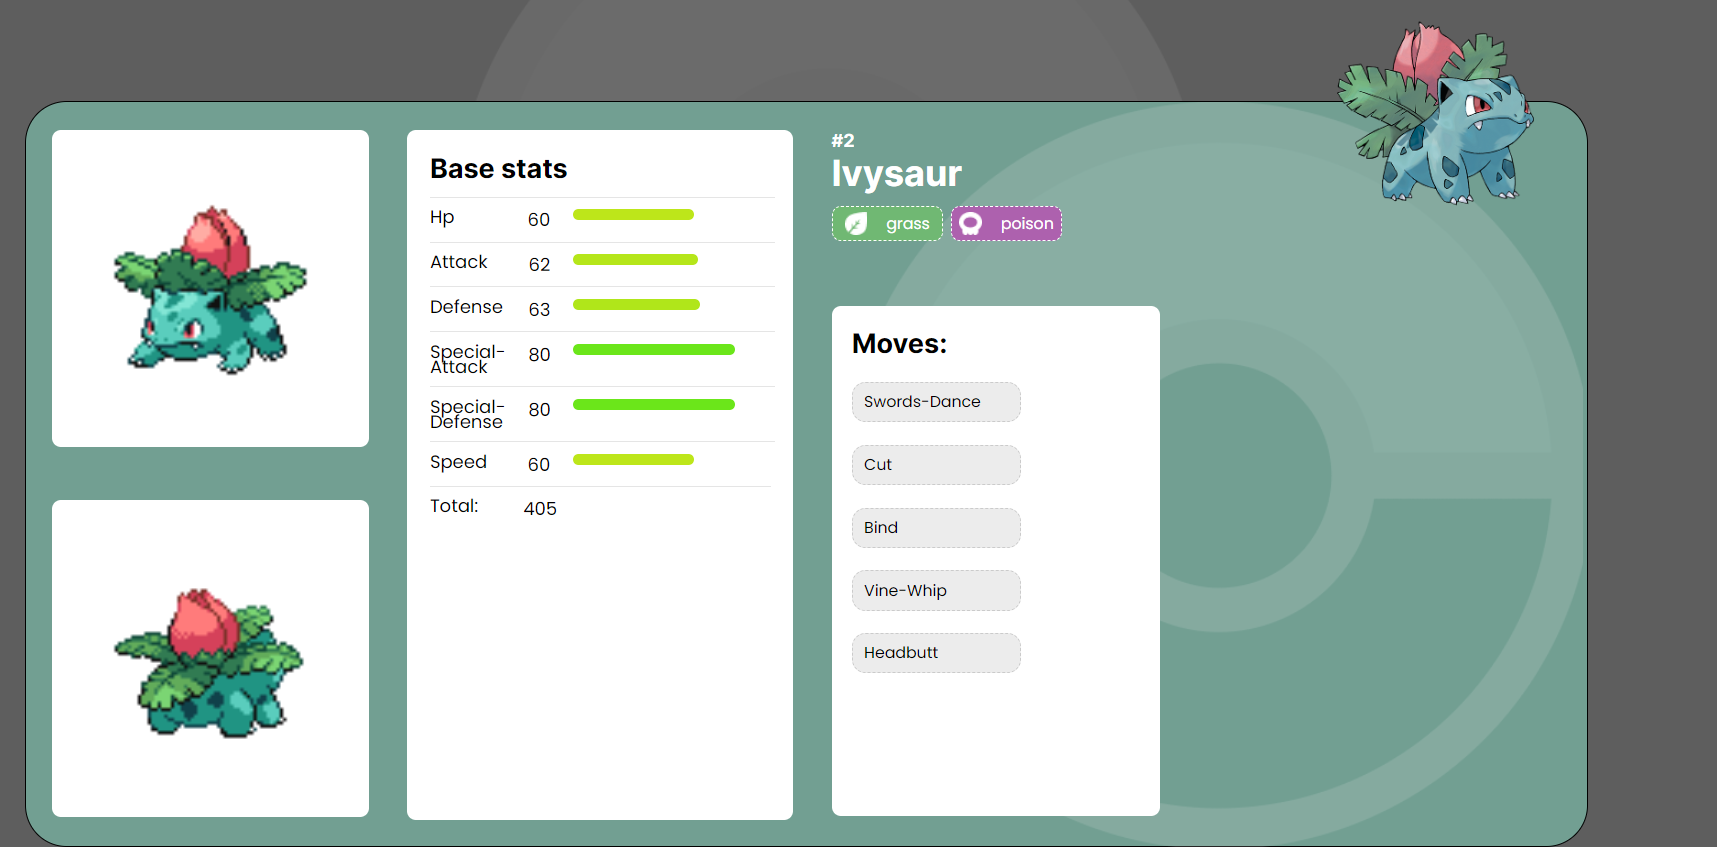 Base stats
Hp 60
Attack 62
Defense 63
Special-
Attack 80
Special-
Defense 80
Speed 60
Total: 405
#2
Ivysaur
grass poison
Moves:
Swords-Dance
Cut
Bind
Vine-Whip
Headbutt